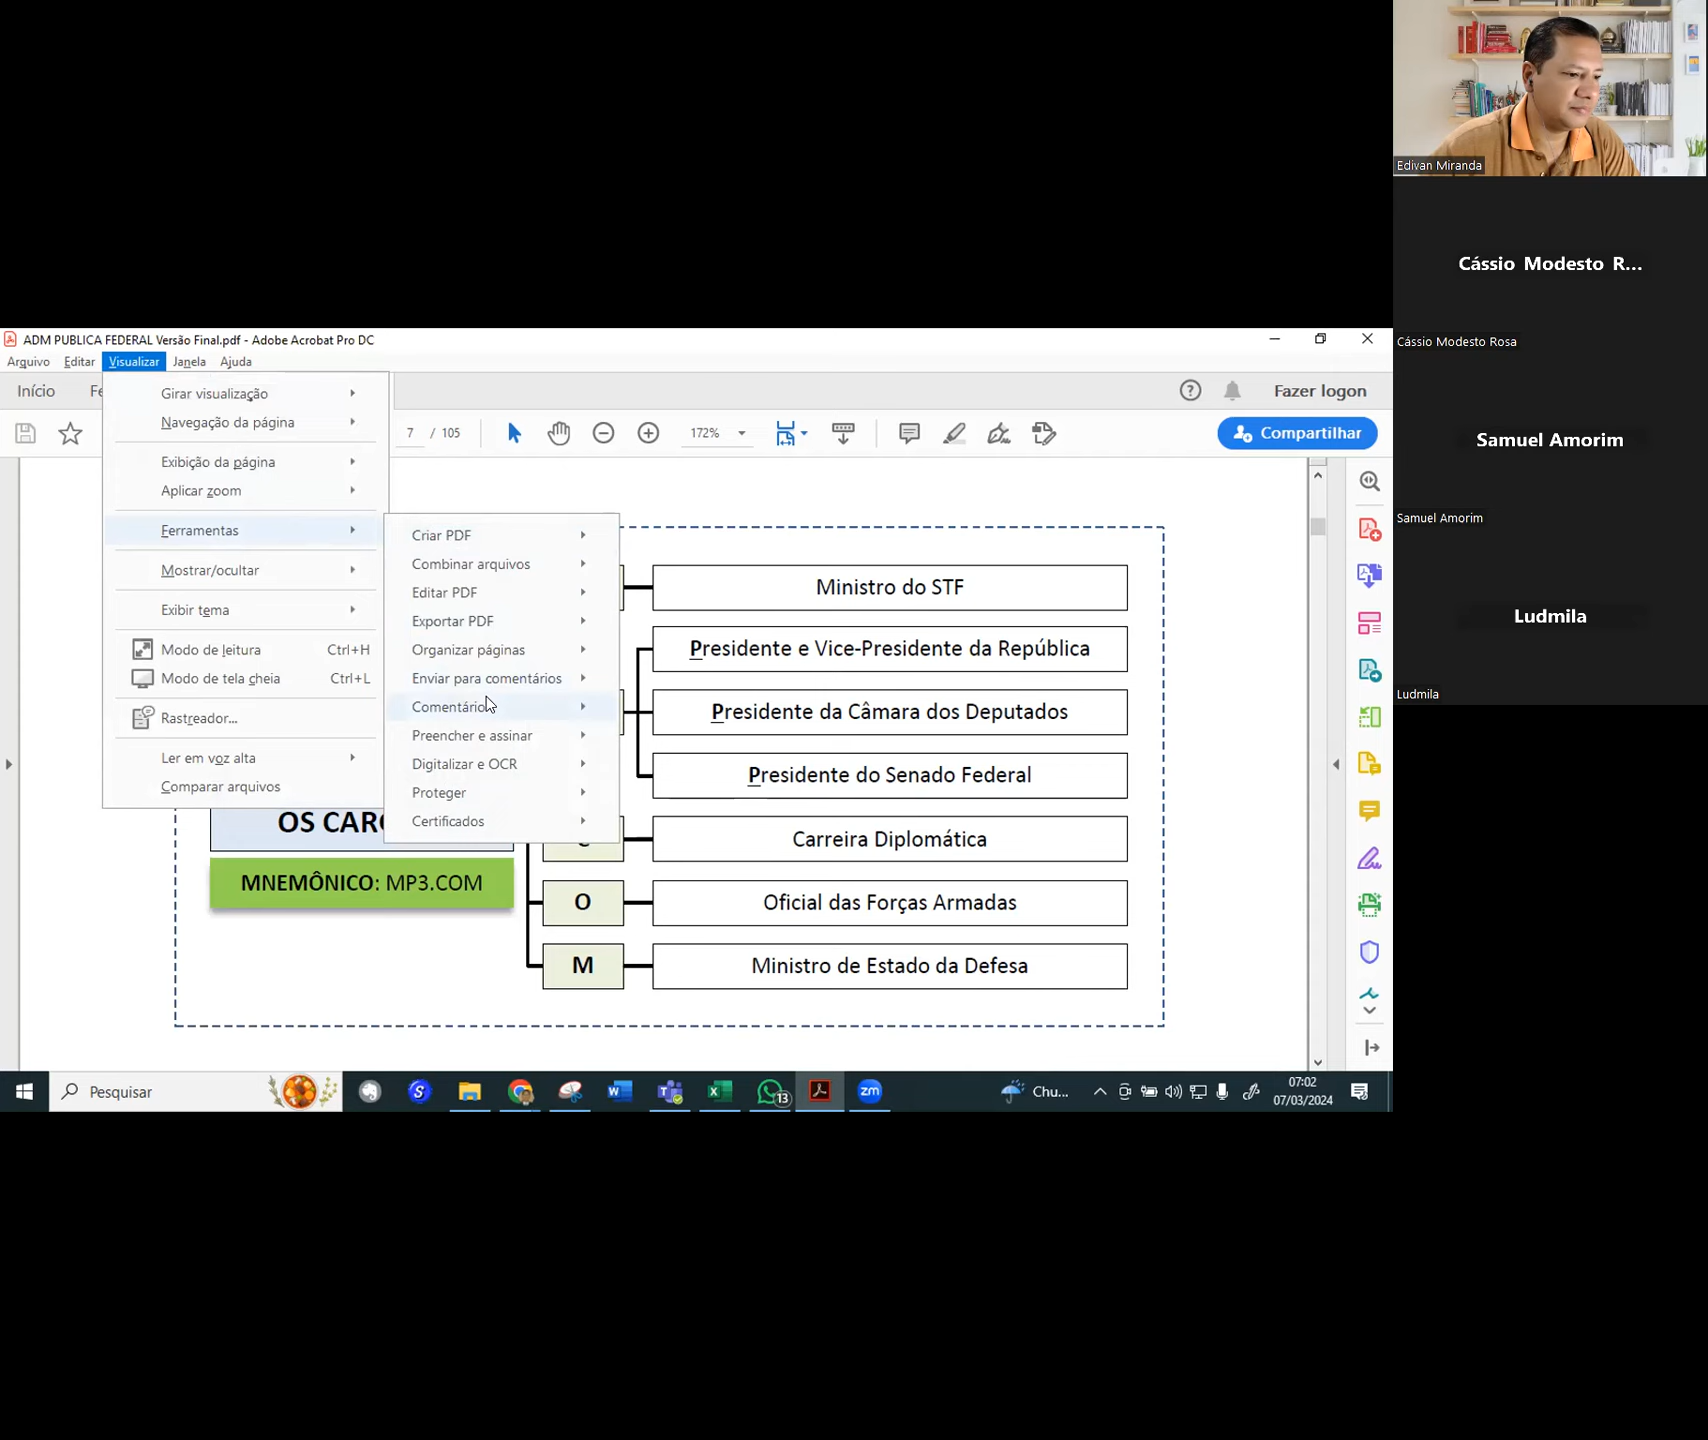 Edivan Miranda
Cássio Modesto R...
Cássio Modesto Rosa
Samuel Amorim
Samuel Amorim
Ludmila
Ludmila
ADM PUBLICA FEDERAL Versão Final.pdf - Adobe Acrobat Pro DC
Arquivo Editar Visualizar Janela Ajuda
Início Fe Fazer logon
7 / 105 172% Compartilhar
Girar visualização
Navegação da página
Exibição da página
Aplicar zoom
Ferramentas
Mostrar/ocultar
Exibir tema
Modo de leitura Ctrl+H
Modo de tela cheia Ctrl+L
Rastreador...
Ler em voz alta
Comparar arquivos
Criar PDF
Combinar arquivos
Editar PDF
Exportar PDF
Organizar páginas
Enviar para comentários
Comentário
Preencher e assinar
Digitalizar e OCR
Proteger
Certificados
Ministro do STF
Presidente e Vice-Presidente da República
Presidente da Câmara dos Deputados
Presidente do Senado Federal
OS CARG
Carreira Diplomática
MNEMÔNICO: MP3.COM
O Oficial das Forças Armadas
M Ministro de Estado da Defesa
Pesquisar 13 zm Chu... 07:02
07/03/2024